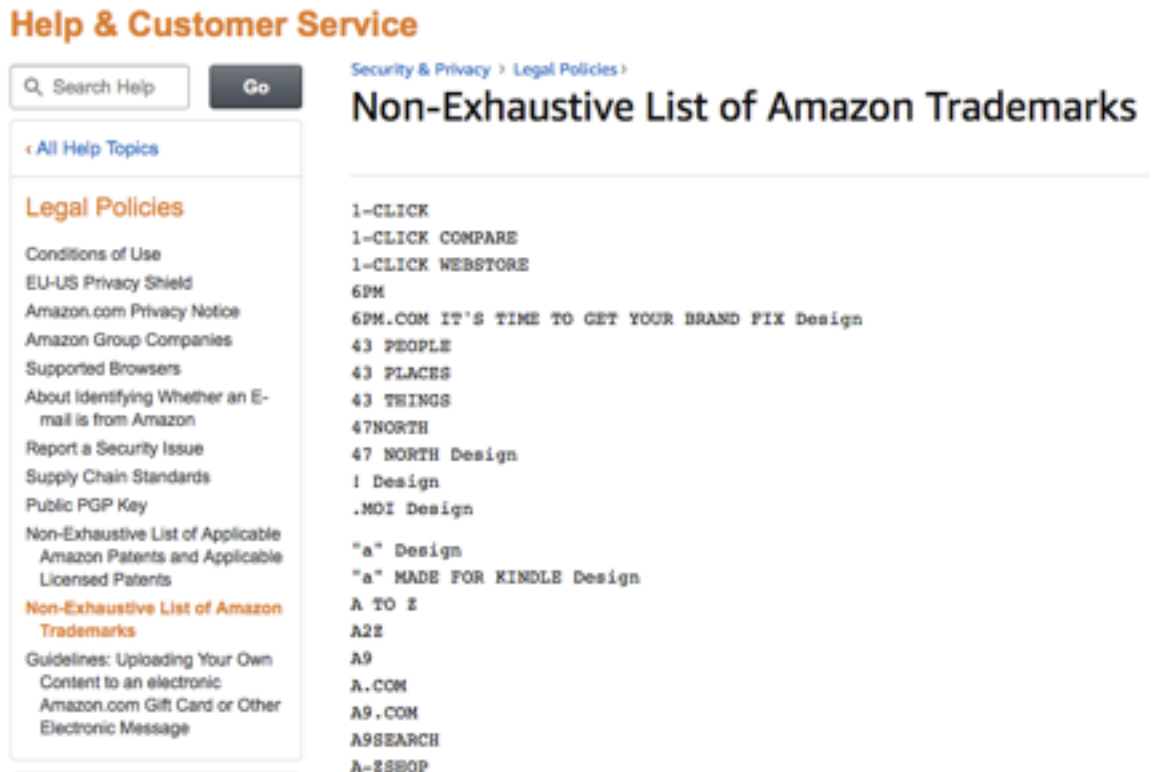 Help & Customer Service
Search Help
Go
‹ All Help Topics
Legal Policies
Conditions of Use
EU-US Privacy Shield
Amazon.com Privacy Notice
Amazon Group Companies
Supported Browsers
About Identifying Whether an E-
mail is from Amazon
Report a Security Issue
Supply Chain Standards
Public PGP Key
Non-Exhaustive List of Applicable
Amazon Patents and Applicable
Licensed Patents
Non-Exhaustive List of Amazon
Trademarks
Guidelines: Uploading Your Own
Content to an electronic
Amazon.com Gift Card or Other
Electronic Message
Security & Privacy › Legal Policies ›
Non-Exhaustive List of Amazon Trademarks
1-CLICK
1-CLICK COMPARE
1-CLICK WEBSTORE
6PM
6PM.COM IT'S TIME TO GET YOUR BRAND FIX Design
43 PEOPLE
43 PLACES
43 THINGS
47NORTH
47 NORTH Design
! Design
.MOI Design
"a" Design
"a" MADE FOR KINDLE Design
A TO Z
A2Z
A9
A.COM
A9.COM
A9SEARCH
A-ZSHOP